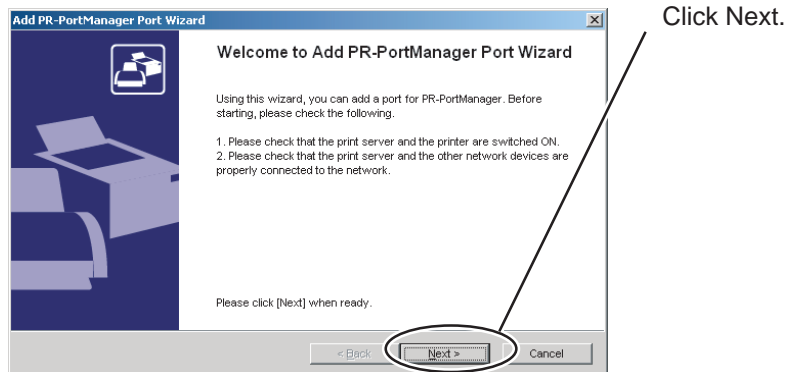 Add PR-PortManager Port Wizard
Click Next.
Welcome to Add PR-PortManager Port Wizard
Using this wizard, you can add a port for PR-PortManager. Before
starting, please check the following.
1. Please check that the print server and the printer are switched ON.
2. Please check that the print server and the other network devices are
properly connected to the network.
Please click [Next] when ready.
< Back
Next >
Cancel